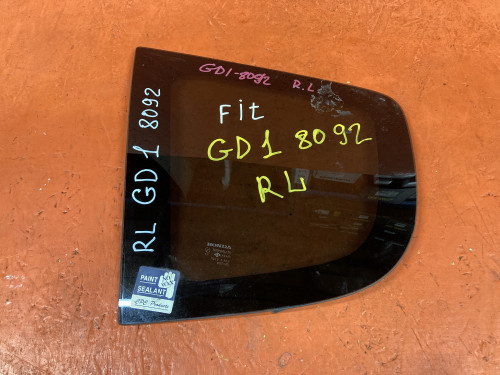 GD1-8092 R.L.
Fit
GD1 8092
RL
RL GD1 8092
HONDA
PAINT
SEALANT